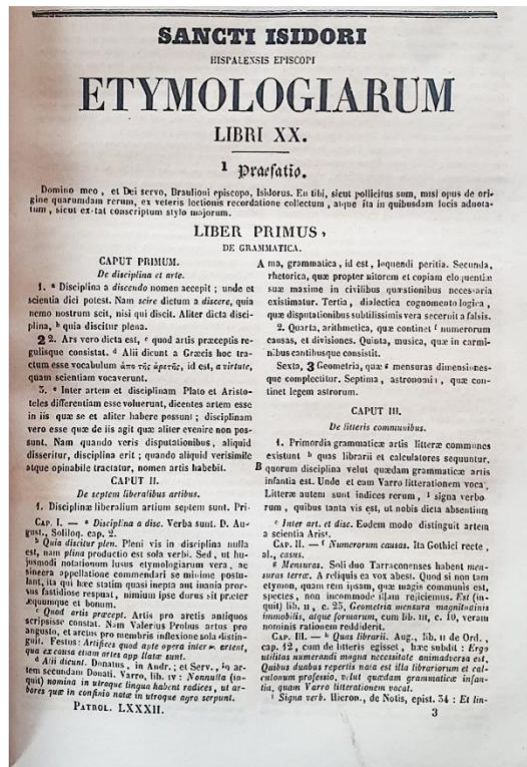 SANCTI ISIDORI
HISPALENSIS EPISCOPI
ETYMOLOGIARUM
LIBRI XX.
1 Praefatio.
Domino meo, et Dei servo, Braulioni episcopo, Isidorus. En tibi, sicut pollicitus sum, misi opus de ori-
gine quarumdam rerum, ex veteris lectionis recordatione collectum, atque ita in quibusdam locis adnota-
tum, sicut exstat conscriptum stylo majorum.
LIBER PRIMUS,
DE GRAMMATICA.
CAPUT PRIMUM.
De disciplina et arte.
1. a Disciplina a discendo nomen accepit; unde et
scientia dici potest. Nam scire dictum a discere, quia
nemo nostrum scit, nisi qui discit. Aliter dicta disci-
plina, b quia discitur plena.
2 2. Ars vero dicta est, c quod artis præceptis re-
gulisque consistat. d Alii dicunt a Græcis hoc trac-
tum esse vocabulum ἀπὸ τῆς ἀρετῆς, id est, a virtute,
quam scientiam vocaverunt.
3. e Inter artem et disciplinam Plato et Aristo-
teles differentiam esse voluerunt, dicentes artem esse
in iis quæ se et aliter habere possunt; disciplinam
vero esse quæ de iis agit quæ aliter evenire non pos-
sunt. Nam quando veris disputationibus, aliquid
disseritur, disciplina erit; quando aliquid verisimile
atque opinabile tractatur, nomen artis habebit.
CAPUT II.
De septem liberalibus artibus.
1. Disciplinæ liberalium artium septem sunt. Pri-
CAP. I. — a Disciplina a disc. Verba sunt. D. Au-
gust., Soliloq. cap. 2.
b Quia discitur plen. Pleni vis in disciplina nulla
est, nam plina productio est sola verbi. Sed, ut hu-
jusmodi notationum lusus etymologiarum vera, ac
sincera appellatione commendari se minime postu-
lant, ita qui hæc statim quasi inepta aut inania pror-
sus fastidiose respuat, nimium ipse durus sit præter
æquumque et bonum.
c Quod artis præcept. Artis pro arctis antiquos
scripsisse constat. Nam Valerius Probus artus pro
angusto, et arctus pro membris inflexione sola distin-
guit. Festus: Artifices quod apte opera inter se artent,
qua ex causa etiam artes appellatæ sunt.
d Alii dicunt. Donatus, in Andr.; et Serv., in ar-
tem secundam Donati. Varro, lib. IV: Nonnulla (in-
quit) nomina in utroque lingua habent radices, ut ar-
bores quæ in confinio natæ in utroque agro serpunt.
PATROL. LXXXII.
A ma, grammatica, id est, loquendi peritia. Secunda,
rhetorica, quæ propter nitorem et copiam eloquentiæ
suæ maxime in civilibus quæstionibus necessaria
existimatur. Tertia, dialectica cognomento logica,
quæ disputationibus subtilissimis vera secernit a falsis.
2. Quarta, arithmetica, quæ continet f numerorum
causas, et divisiones. Quinta, musica, quæ in carmi-
nibus cantibusque consistit.
Sexta, 3 Geometria, quæ g mensuras dimensiones-
que complectitur. Septima, astronomia, quæ con-
tinet legem astrorum.
CAPUT III.
De litteris communibus.
1. Primordia grammaticæ artis litteræ communes
existunt h quas librarii et calculatores sequuntur,
B quorum disciplina velut quædam grammaticæ artis
infantia est. Unde et eam Varro litterationem vocat.
Litteræ autem sunt indices rerum, i signa verbo-
rum, quibus tanta vis est, ut nobis dicta absentium
e Inter art. et disc. Eodem modo distinguit artem
a scientia Arist.
CAP. II. — f Numerorum causas. Ita Gothici recte,
al., casus.
g Mensuras. Soli duo Tarraconenses habent men-
suras terræ. A reliquis ea vox abest. Quod si non tam
etymon, quam rem ipsam, quæ magis communis est,
species, non incommode idam rejiciemus. Est (in-
quit) lib. II, c. 25, Geometria mensura magnitudinis
immobilis, atque formarum, cum lib. III, c. 10, veram
nominis rationem redderit.
CAP. III. — h Quas librarii. Aug., lib. II de Ord.,
cap. 12, cum de litteris egisset, hæc subdit: Ergo
utilitas numerandi magna necessitate animadversa est.
Quibus duobus repertis nata est illa librariorum et cal-
culonum professio, velut quædam grammaticæ infan-
tia, quam Varro litterationem vocat.
i Signa verb. Hieron., de Notis, epist. 34: Et lin-
3